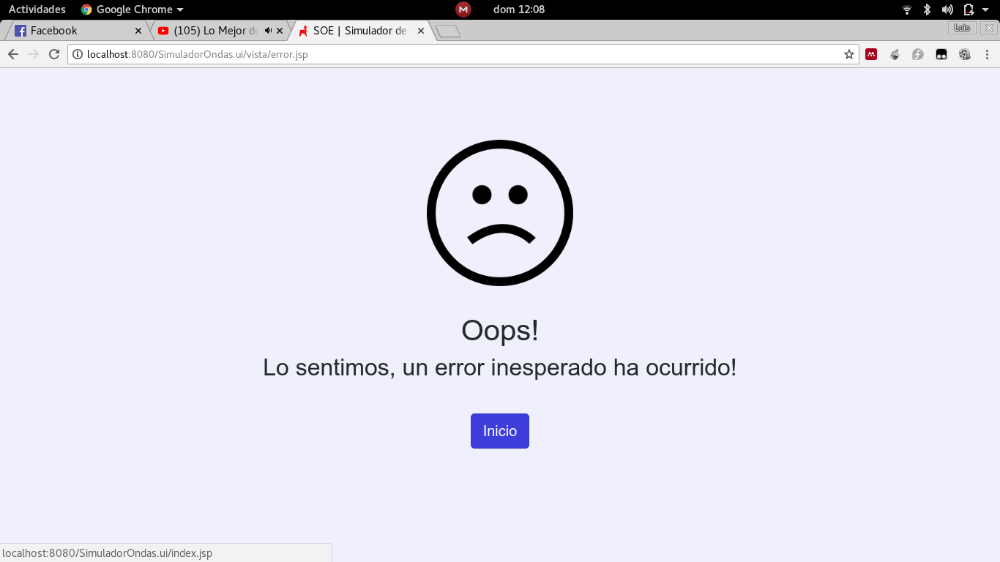 Actividades Google Chrome dom 12:08
Facebook (105) Lo Mejor de SOE | Simulador de Luis
localhost:8080/SimuladorOndas.ui/vista/error.jsp
Oops!
Lo sentimos, un error inesperado ha ocurrido!
Inicio
localhost:8080/SimuladorOndas.ui/index.jsp